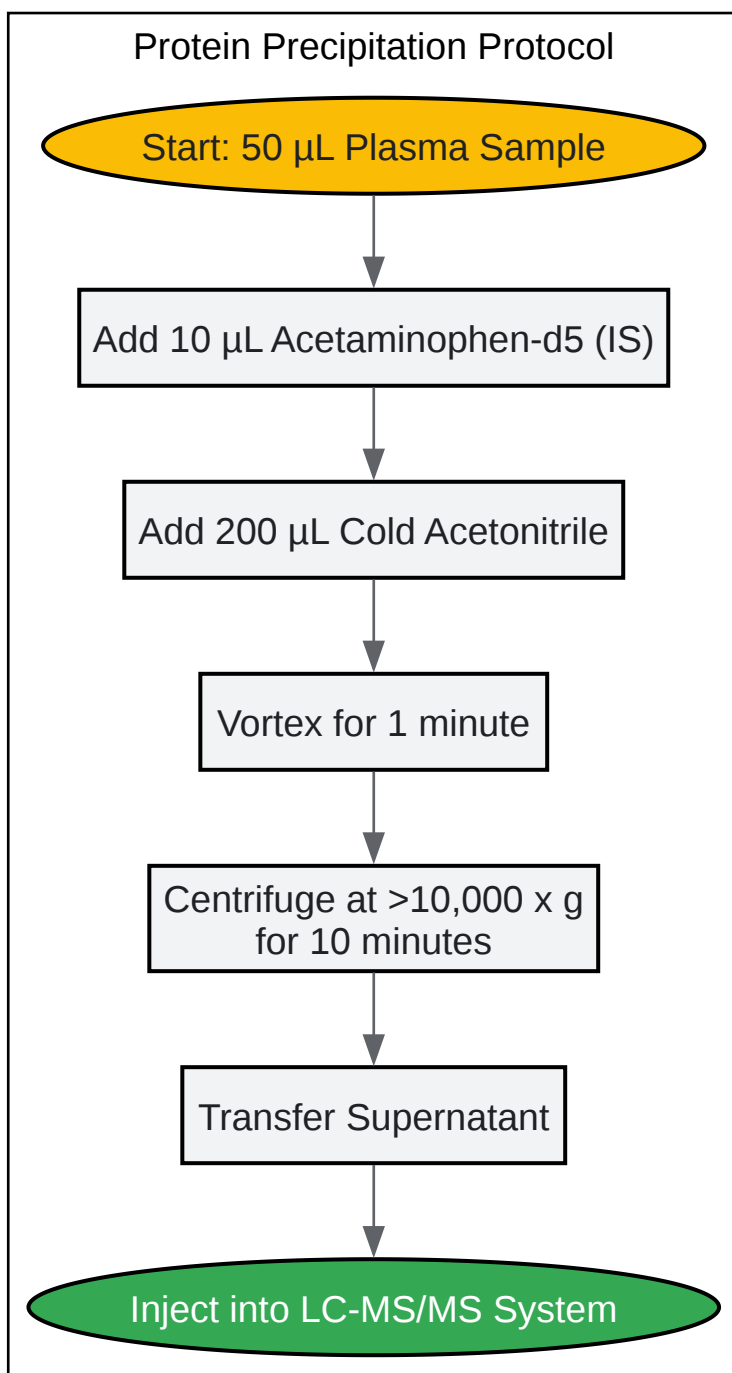 Protein Precipitation Protocol
Start: 50 µL Plasma Sample
Add 10 µL Acetaminophen-d5 (IS)
Add 200 µL Cold Acetonitrile
Vortex for 1 minute
Centrifuge at >10,000 x g
for 10 minutes
Transfer Supernatant
Inject into LC-MS/MS System